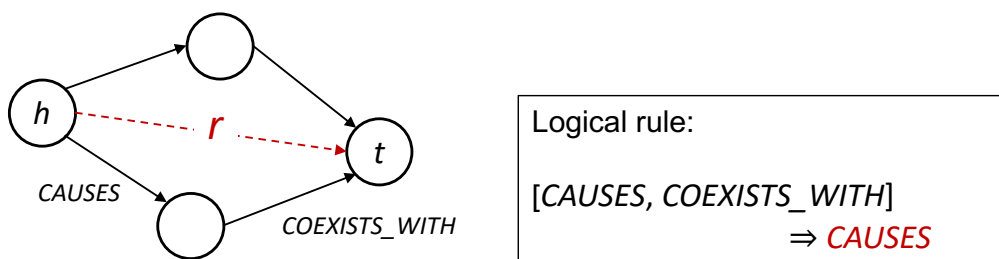 h
r
t
CAUSES
COEXISTS_WITH
Logical rule:
[CAUSES, COEXISTS_WITH]
⇒ CAUSES